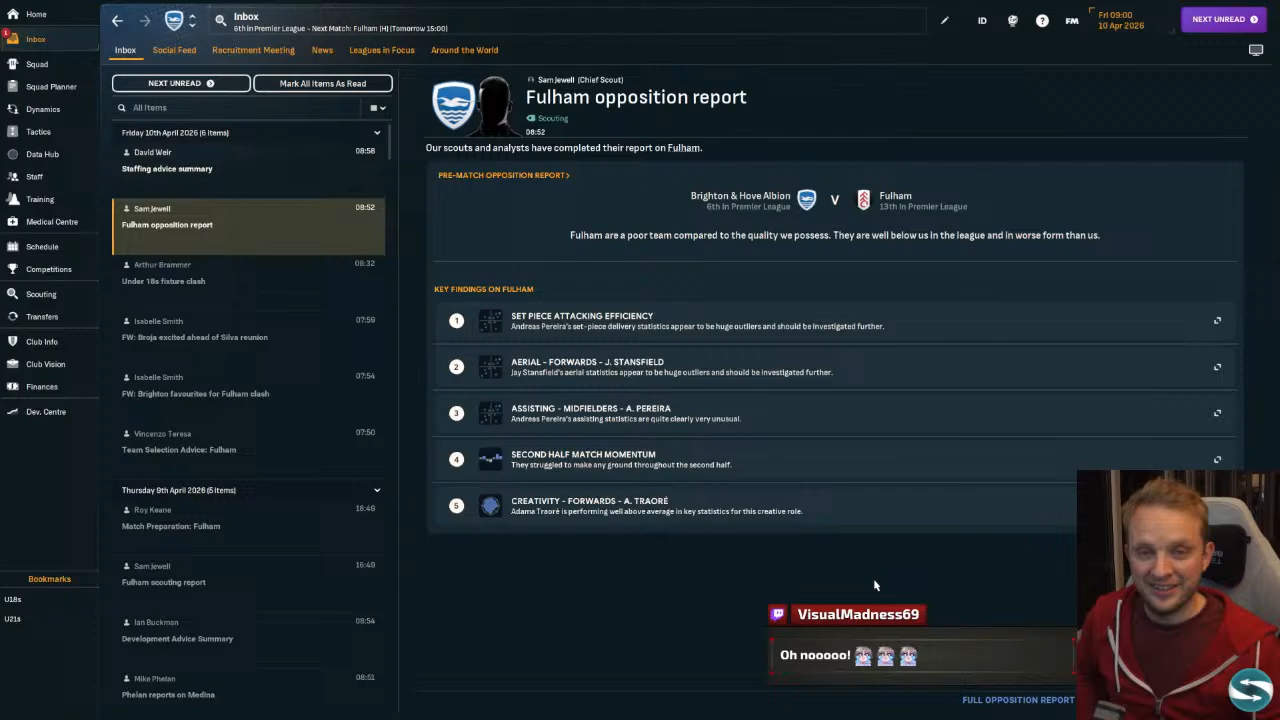 Home
Inbox
1
Squad
Squad Planner
Dynamics
Tactics
Data Hub
Staff
Training
Medical Centre
Schedule
Competitions
Scouting
Transfers
Club Info
Club Vision
Finances
Dev. Centre
Bookmarks
U18s
U21s
Inbox
6th in Premier League - Next Match: Fulham [H] (Tomorrow 15:00)
ID
?
FM
Fri 09:00
10 Apr 2026
NEXT UNREAD
Inbox
Social Feed
Recruitment Meeting
News
Leagues in Focus
Around the World
NEXT UNREAD
Mark All Items As Read
All Items
Friday 10th April 2026 (6 Items)
David Weir 08:58
Staffing advice summary
Sam Jewell 08:52
Fulham opposition report
Arthur Brammer 08:32
Under 18s fixture clash
Isabelle Smith 07:59
FW: Broja excited ahead of Silva reunion
Isabelle Smith 07:54
FW: Brighton favourites for Fulham clash
Vincenzo Teresa 07:50
Team Selection Advice: Fulham
Thursday 9th April 2026 (5 Items)
Roy Keane 16:49
Match Preparation: Fulham
Sam Jewell 16:49
Fulham scouting report
Ian Buckman 08:54
Development Advice Summary
Mike Phelan 08:51
Phelan reports on Medina
Sam Jewell (Chief Scout)
Fulham opposition report
Scouting
08:52
Our scouts and analysts have completed their report on Fulham.
PRE-MATCH OPPOSITION REPORT>
Brighton & Hove Albion V Fulham
6th in Premier League 13th in Premier League
Fulham are a poor team compared to the quality we possess. They are well below us in the league and in worse form than us.
KEY FINDINGS ON FULHAM
1 SET PIECE ATTACKING EFFICIENCY
Andreas Pereira's set-piece delivery statistics appear to be huge outliers and should be investigated further.
2 AERIAL - FORWARDS - J. STANSFIELD
Jay Stansfield's aerial statistics appear to be huge outliers and should be investigated further.
3 ASSISTING - MIDFIELDERS - A. PEREIRA
Andreas Pereira's assisting statistics are quite clearly very unusual.
4 SECOND HALF MATCH MOMENTUM
They struggled to make any ground throughout the second half.
5 CREATIVITY - FORWARDS - A. TRAORÉ
Adama Traoré is performing well above average in key statistics for this creative role.
VisualMadness69
Oh nooooo!
FULL OPPOSITION REPORT